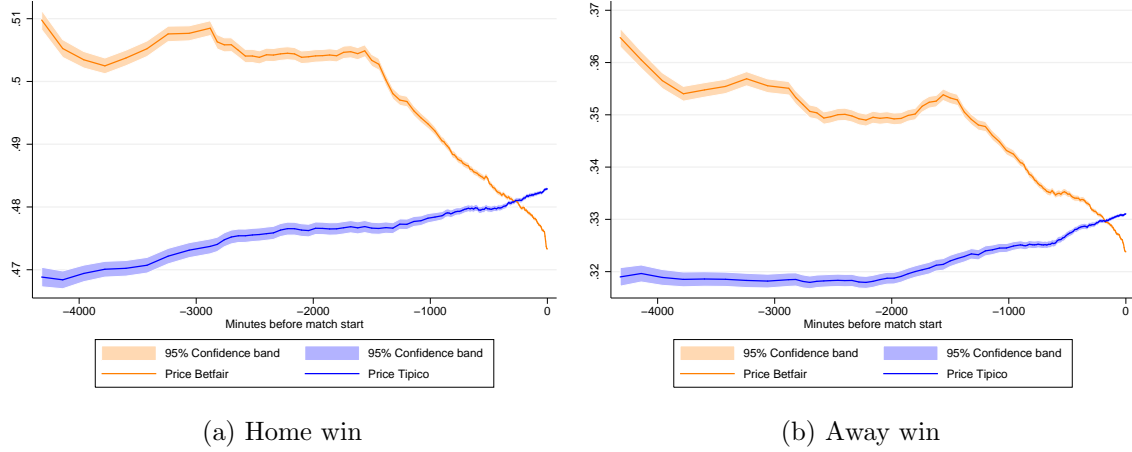 .51
.5
.49
.48
.47
−4000 −3000 −2000 −1000 0
Minutes before match start
95% Confidence band 95% Confidence band
Price Betfair Price Tipico
(a) Home win
.37
.36
.35
.34
.33
.32
−4000 −3000 −2000 −1000 0
Minutes before match start
95% Confidence band 95% Confidence band
Price Betfair Price Tipico
(b) Away win